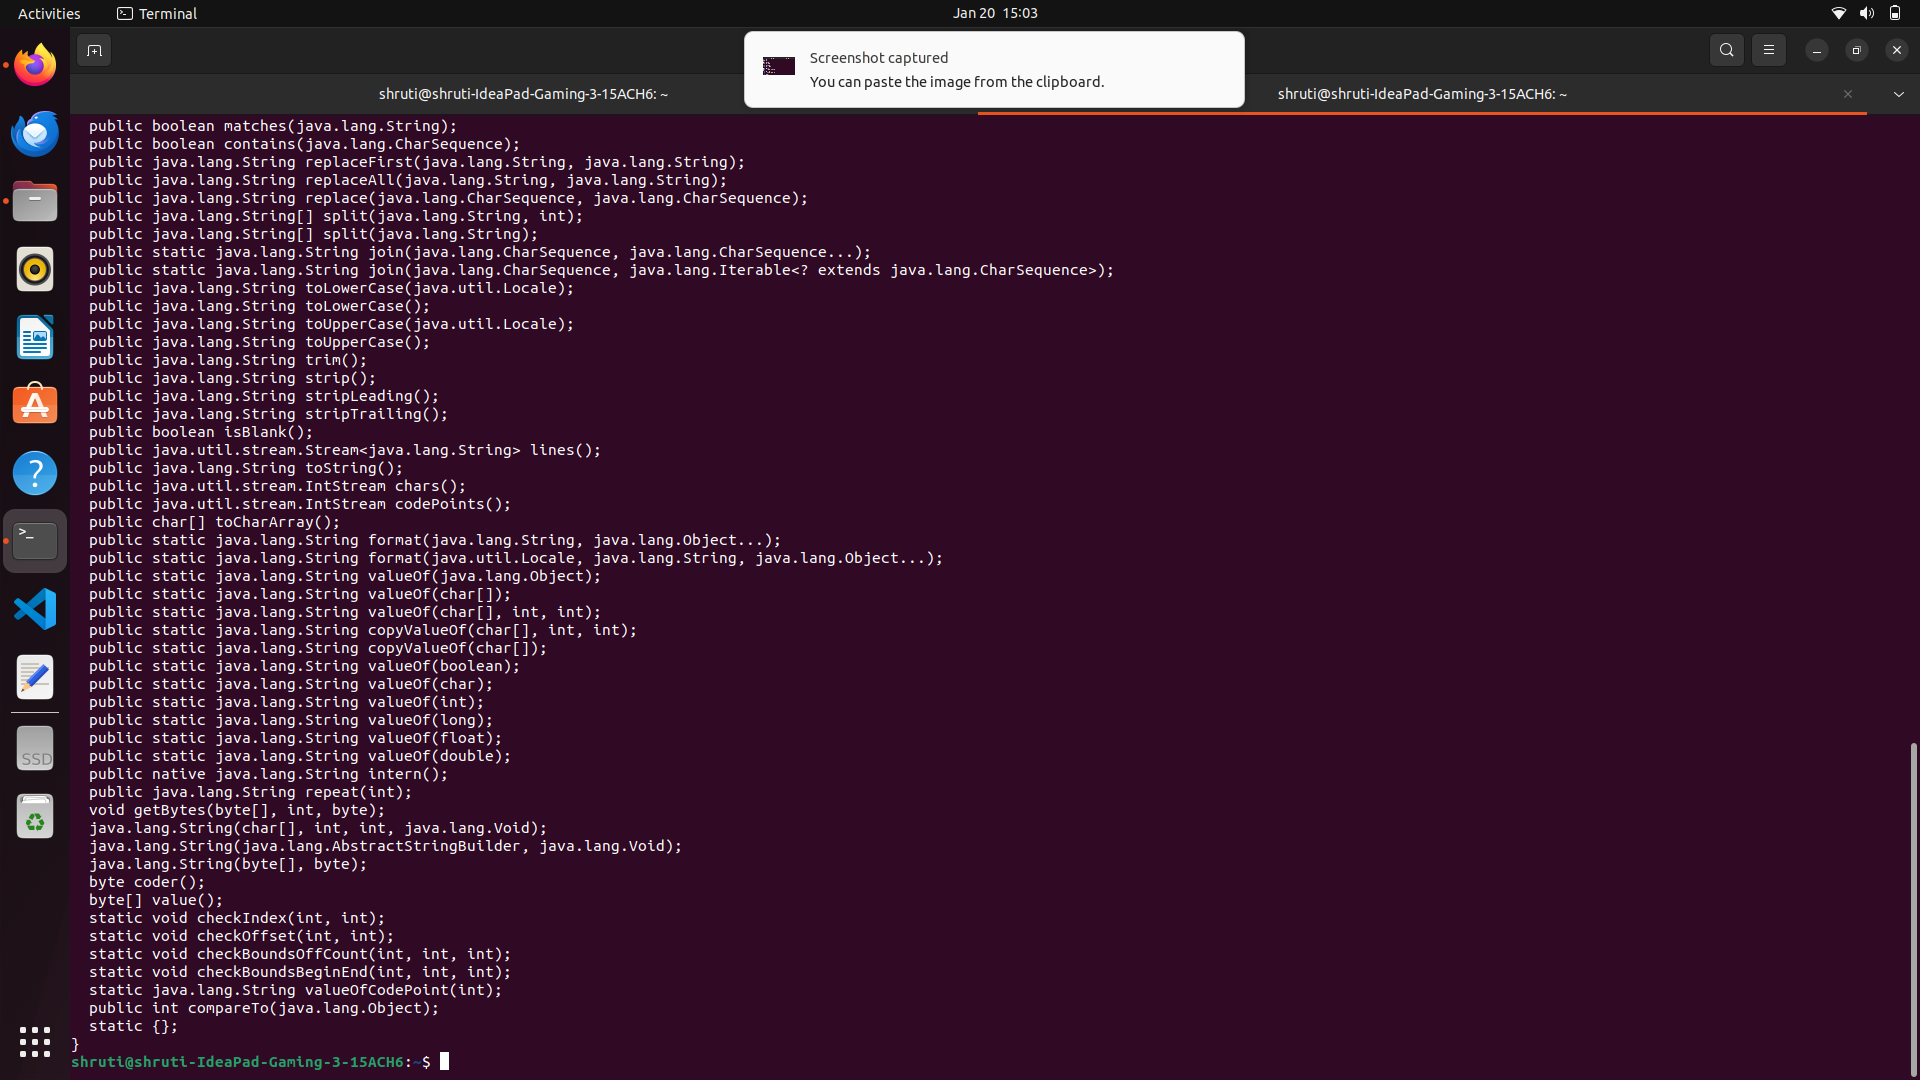 Activities
Terminal
Jan 20 15:03
Screenshot captured
You can paste the image from the clipboard.
shruti@shruti-IdeaPad-Gaming-3-15ACH6: ~
shruti@shruti-IdeaPad-Gaming-3-15ACH6: ~
public boolean matches(java.lang.String);
public boolean contains(java.lang.CharSequence);
public java.lang.String replaceFirst(java.lang.String, java.lang.String);
public java.lang.String replaceAll(java.lang.String, java.lang.String);
public java.lang.String replace(java.lang.CharSequence, java.lang.CharSequence);
public java.lang.String[] split(java.lang.String, int);
public java.lang.String[] split(java.lang.String);
public static java.lang.String join(java.lang.CharSequence, java.lang.CharSequence...);
public static java.lang.String join(java.lang.CharSequence, java.lang.Iterable<? extends java.lang.CharSequence>);
public java.lang.String toLowerCase(java.util.Locale);
public java.lang.String toLowerCase();
public java.lang.String toUpperCase(java.util.Locale);
public java.lang.String toUpperCase();
public java.lang.String trim();
public java.lang.String strip();
public java.lang.String stripLeading();
public java.lang.String stripTrailing();
public boolean isBlank();
public java.util.stream.Stream<java.lang.String> lines();
public java.lang.String toString();
public java.util.stream.IntStream chars();
public java.util.stream.IntStream codePoints();
public char[] toCharArray();
public static java.lang.String format(java.lang.String, java.lang.Object...);
public static java.lang.String format(java.util.Locale, java.lang.String, java.lang.Object...);
public static java.lang.String valueOf(java.lang.Object);
public static java.lang.String valueOf(char[]);
public static java.lang.String valueOf(char[], int, int);
public static java.lang.String copyValueOf(char[], int, int);
public static java.lang.String copyValueOf(char[]);
public static java.lang.String valueOf(boolean);
public static java.lang.String valueOf(char);
public static java.lang.String valueOf(int);
public static java.lang.String valueOf(long);
public static java.lang.String valueOf(float);
public static java.lang.String valueOf(double);
public native java.lang.String intern();
public java.lang.String repeat(int);
void getBytes(byte[], int, byte);
java.lang.String(char[], int, int, java.lang.Void);
java.lang.String(java.lang.AbstractStringBuilder, java.lang.Void);
java.lang.String(byte[], byte);
byte coder();
byte[] value();
static void checkIndex(int, int);
static void checkOffset(int, int);
static void checkBoundsOffCount(int, int, int);
static void checkBoundsBeginEnd(int, int, int);
static java.lang.String valueOfCodePoint(int);
public int compareTo(java.lang.Object);
static {};
}
shruti@shruti-IdeaPad-Gaming-3-15ACH6:~$
SSD